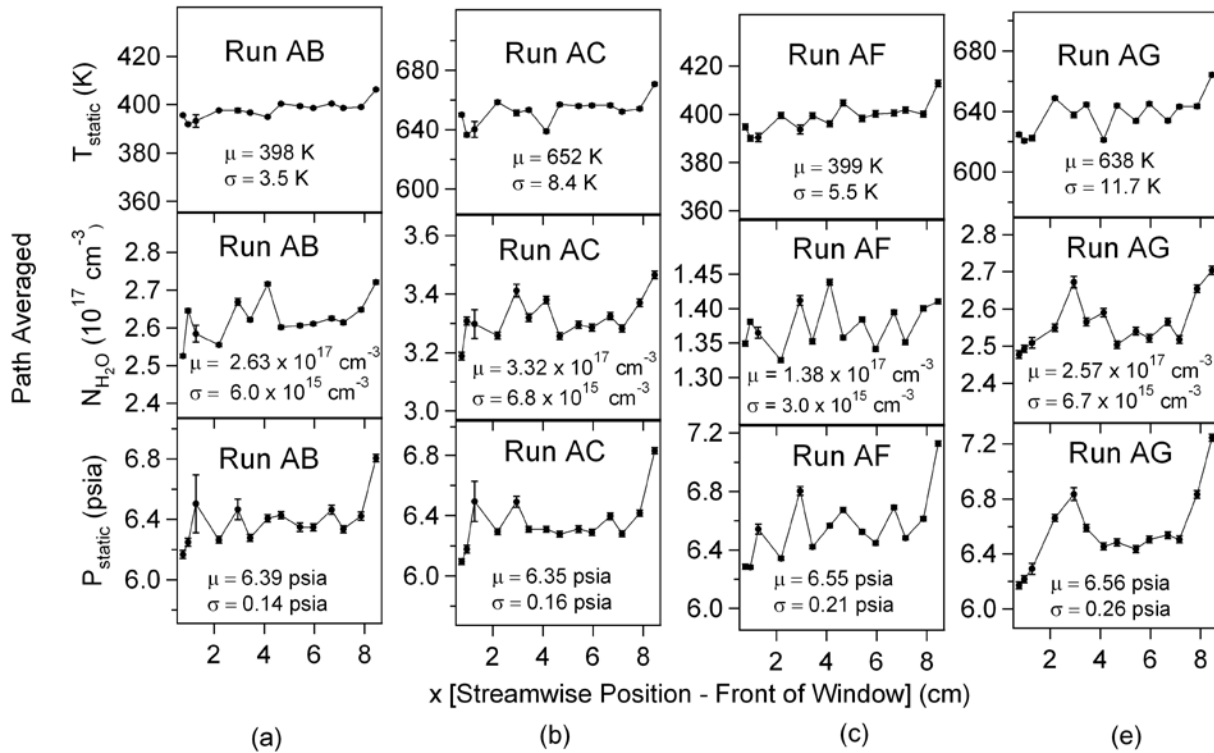 Path Averaged
T_static (K)
420
400
380
360
Run AB
μ = 398 K
σ = 3.5 K
680
640
600
Run AC
μ = 652 K
σ = 8.4 K
420
400
380
360
Run AF
μ = 399 K
σ = 5.5 K
680
640
600
Run AG
μ = 638 K
σ = 11.7 K
N_H2O (10^17 cm^-3)
2.8
2.7
2.6
2.5
2.4
Run AB
μ = 2.63 x 10^17 cm^-3
σ = 6.0 x 10^15 cm^-3
3.6
3.4
3.2
3.0
Run AC
μ = 3.32 x 10^17 cm^-3
σ = 6.8 x 10^15 cm^-3
1.45
1.40
1.35
1.30
Run AF
μ = 1.38 x 10^17 cm^-3
σ = 3.0 x 10^15 cm^-3
2.8
2.7
2.6
2.5
2.4
Run AG
μ = 2.57 x 10^17 cm^-3
σ = 6.7 x 10^15 cm^-3
P_static (psia)
6.8
6.4
6.0
Run AB
μ = 6.39 psia
σ = 0.14 psia
6.8
6.4
6.0
Run AC
μ = 6.35 psia
σ = 0.16 psia
7.2
6.8
6.4
6.0
Run AF
μ = 6.55 psia
σ = 0.21 psia
7.2
6.8
6.4
6.0
Run AG
μ = 6.56 psia
σ = 0.26 psia
2 4 6 8
2 4 6 8
2 4 6 8
2 4 6 8
x [Streamwise Position - Front of Window] (cm)
(a) (b) (c) (e)